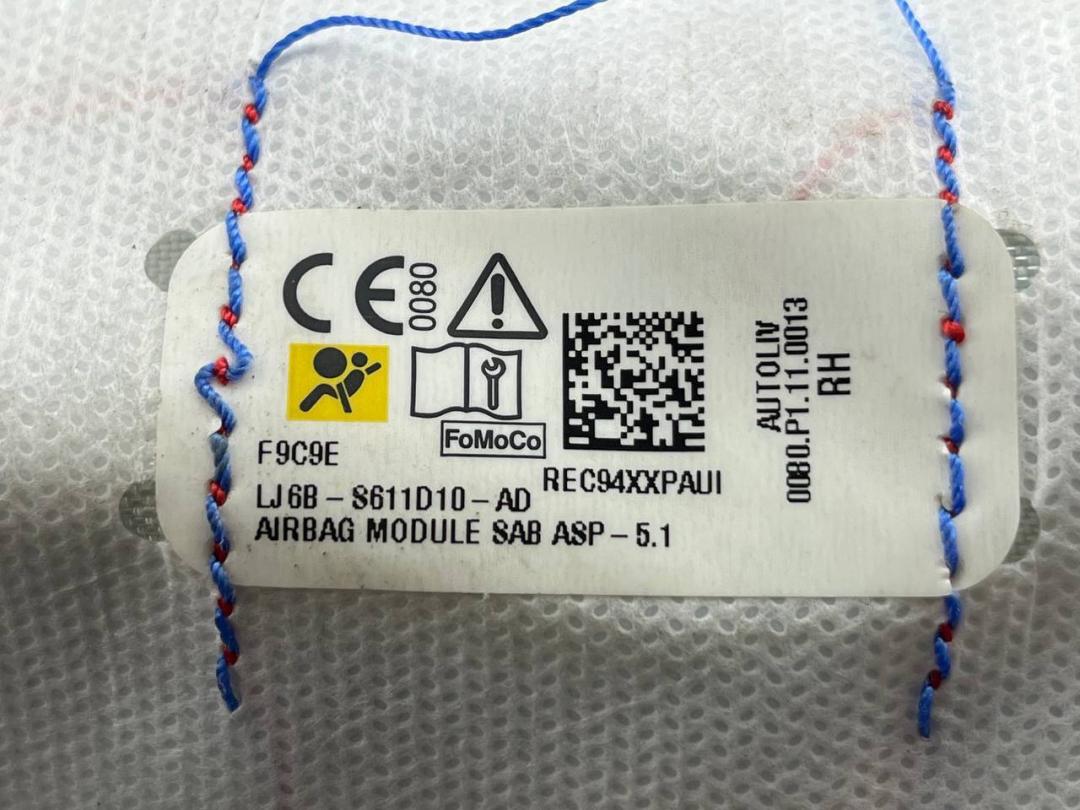 CE 0080
FoMoCo
F9C9E
REC94XXPAUI
LJ6B-S611D10-AD
AIRBAG MODULE SAB ASP-5.1
AUTOLIV
0080.P1.11.0013
RH